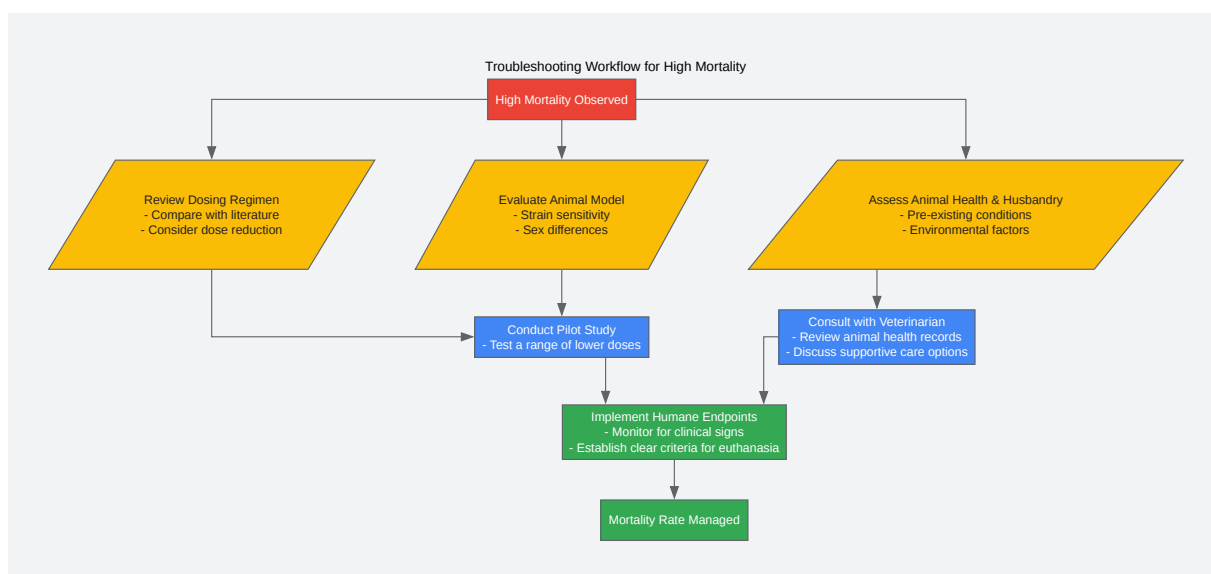 Troubleshooting Workflow for High Mortality
High Mortality Observed
Review Dosing Regimen
- Compare with literature
- Consider dose reduction
Evaluate Animal Model
- Strain sensitivity
- Sex differences
Assess Animal Health & Husbandry
- Pre-existing conditions
- Environmental factors
Conduct Pilot Study
- Test a range of lower doses
Consult with Veterinarian
- Review animal health records
- Discuss supportive care options
Implement Humane Endpoints
- Monitor for clinical signs
- Establish clear criteria for euthanasia
Mortality Rate Managed